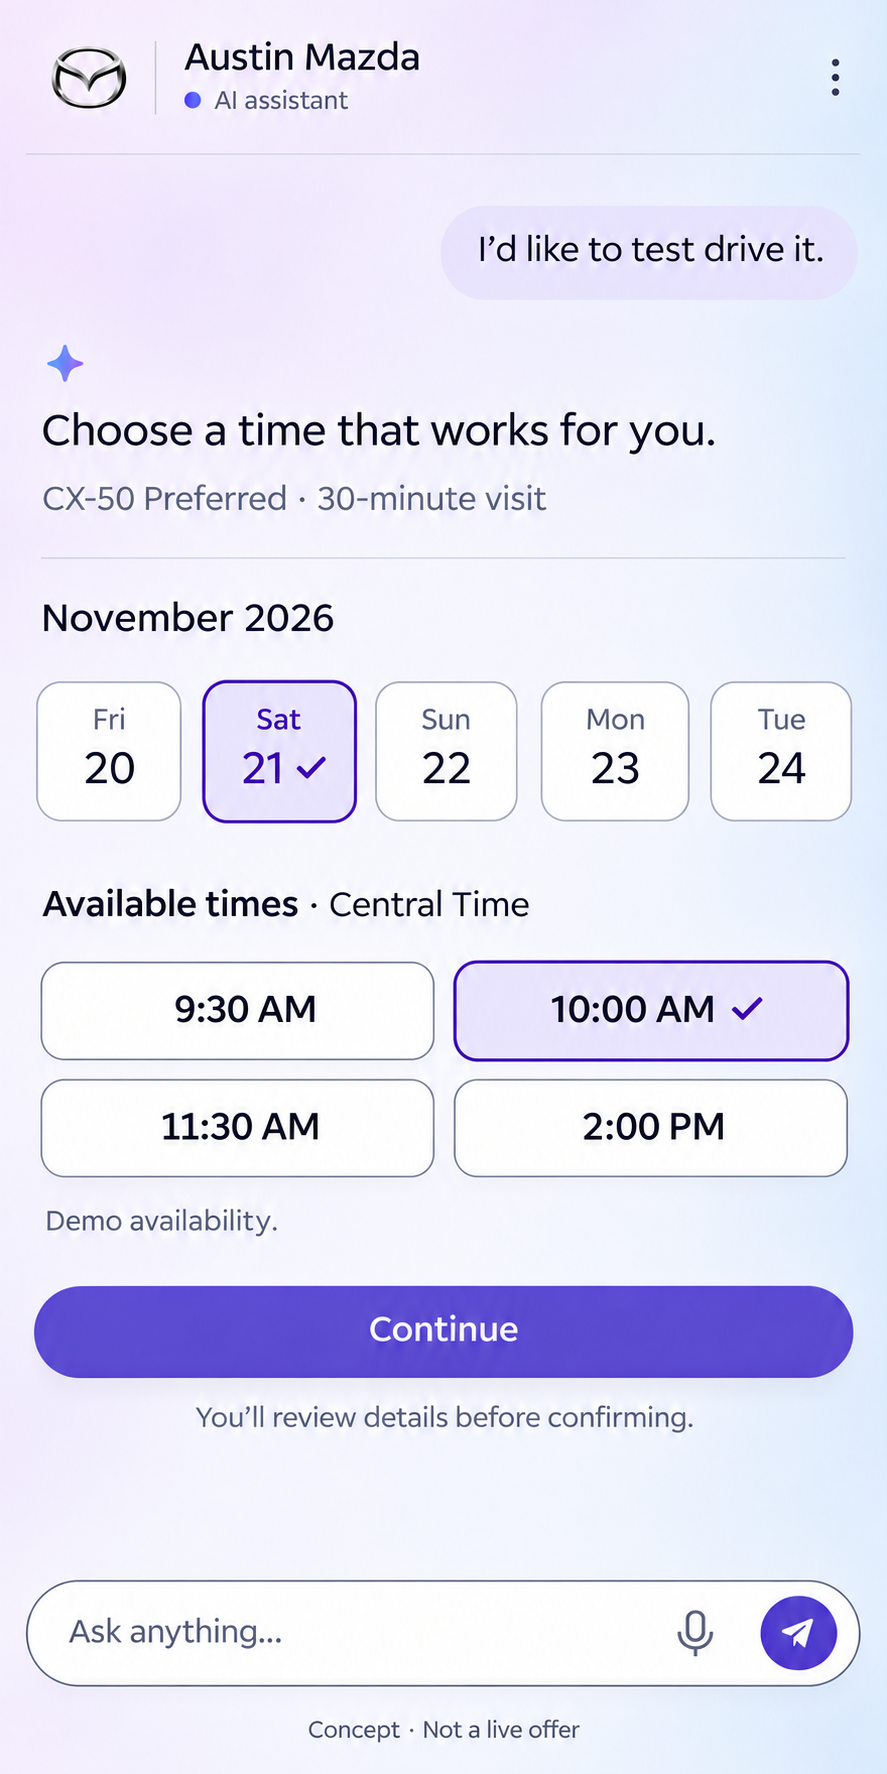 Austin Mazda
AI assistant
I’d like to test drive it.
Choose a time that works for you.
CX-50 Preferred · 30-minute visit
November 2026
Fri Sat Sun Mon Tue
20 21 22 23 24
Available times · Central Time
9:30 AM 10:00 AM
11:30 AM 2:00 PM
Demo availability.
Continue
You’ll review details before confirming.
Ask anything...
Concept · Not a live offer